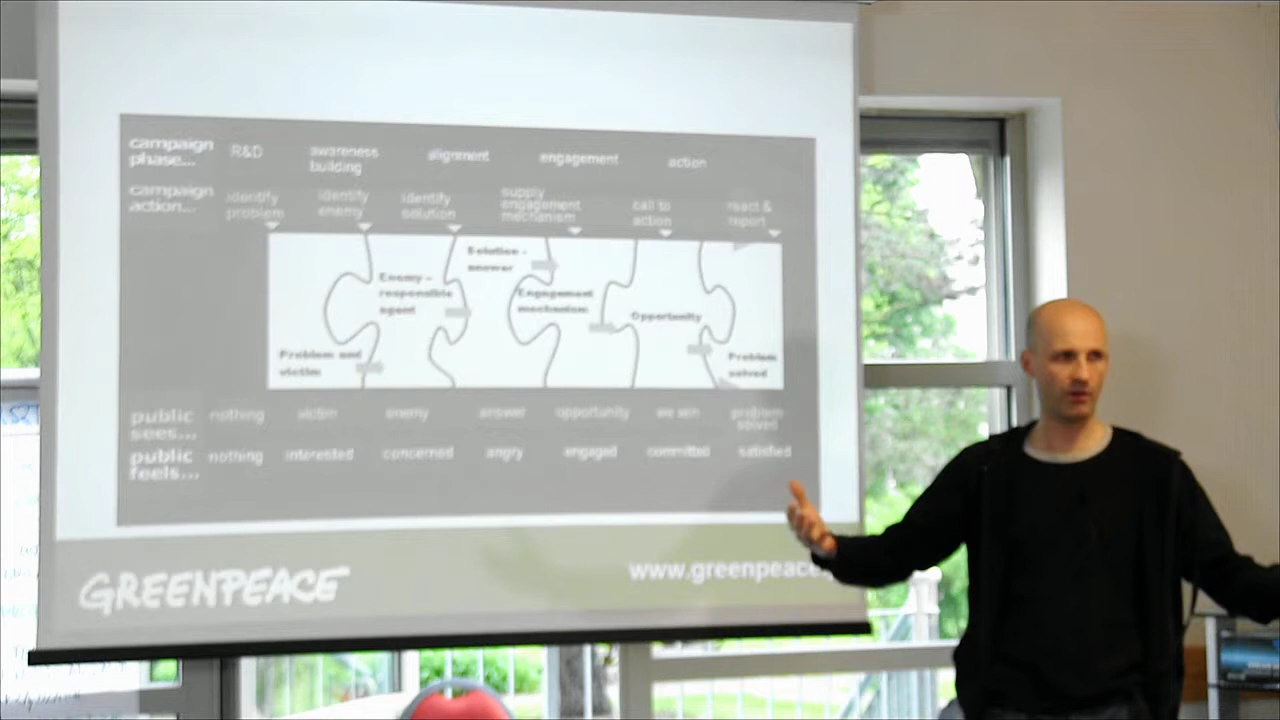 campaign phase...
R&D
awareness building
alignment
engagement
action
campaign action...
identify problem
identify enemy
identify solution
supply engagement mechanism
call to action
react & report
Solution - answer
Enemy - responsible agent
Engagement mechanism
Opportunity
Problem and victim
Problem solved
public sees...
nothing
victim
enemy
answer
opportunity
we win
problem solved
public feels...
nothing
interested
concerned
angry
engaged
committed
satisfied
GREENPEACE
www.greenpeace